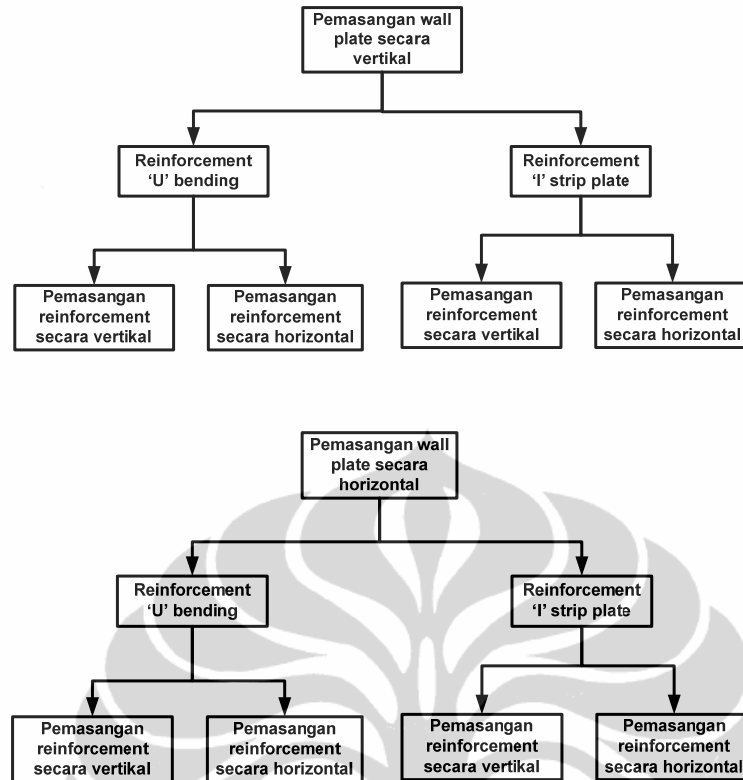 Pemasangan wall
plate secara
vertikal
Reinforcement
‘U’ bending
Reinforcement
‘I’ strip plate
Pemasangan
reinforcement
secara vertikal
Pemasangan
reinforcement
secara horizontal
Pemasangan
reinforcement
secara vertikal
Pemasangan
reinforcement
secara horizontal
Pemasangan wall
plate secara
horizontal
Reinforcement
‘U’ bending
Reinforcement
‘I’ strip plate
Pemasangan
reinforcement
secara vertikal
Pemasangan
reinforcement
secara horizontal
Pemasangan
reinforcement
secara vertikal
Pemasangan
reinforcement
secara horizontal